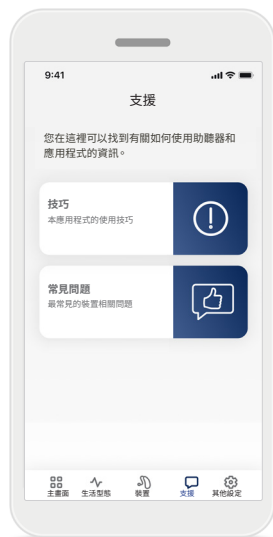 9:41
支援
您在這裡可以找到有關如何使用助聽器和
應用程式的資訊。
技巧
本應用程式的使用技巧
常見問題
最常見的裝置相關問題
主畫面 生活型態 裝置 支援 其他設定